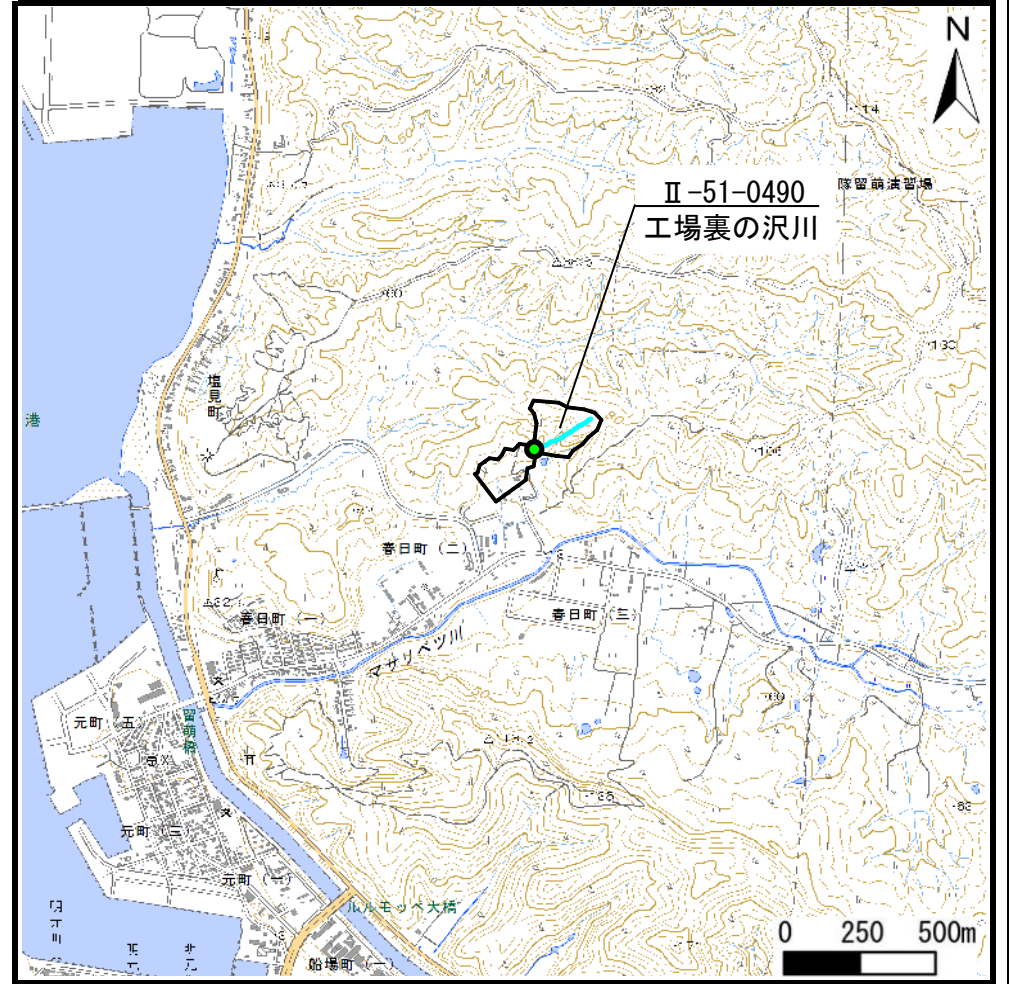 N
Ⅱ-51-0490
工場裏の沢川
隊留萌演習場
塩見町
港
春日町（二）
春日町（一
春日町（三
マサリベツ川
元町（五）
留萌橋
元町（三）
元町（一）
ルルモッペ大橋
船場町（一）
0 250 500m